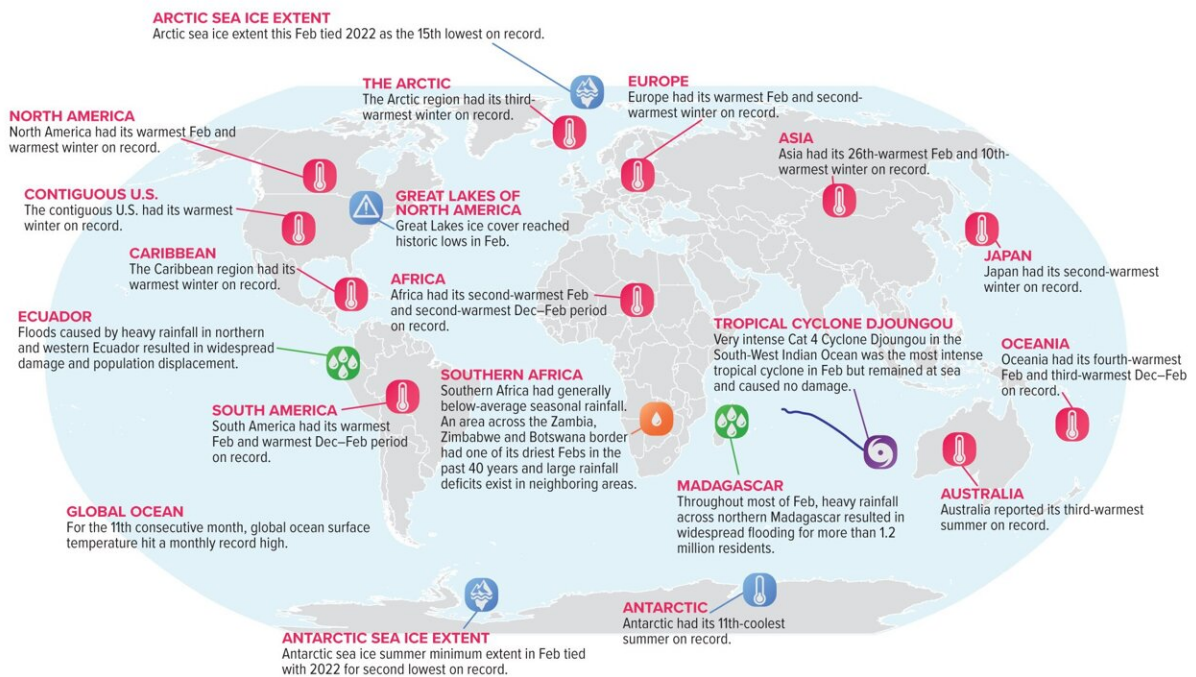 ARCTIC SEA ICE EXTENT
Arctic sea ice extent this Feb tied 2022 as the 15th lowest on record.
THE ARCTIC
The Arctic region had its third-
warmest winter on record.
EUROPE
Europe had its warmest Feb and second-
warmest winter on record.
NORTH AMERICA
North America had its warmest Feb and
warmest winter on record.
ASIA
Asia had its 26th-warmest Feb and 10th-
warmest winter on record.
CONTIGUOUS U.S.
The contiguous U.S. had its warmest
winter on record.
GREAT LAKES OF
NORTH AMERICA
Great Lakes ice cover reached
historic lows in Feb.
JAPAN
Japan had its second-warmest
winter on record.
CARIBBEAN
The Caribbean region had its
warmest winter on record.
AFRICA
Africa had its second-warmest Feb
and second-warmest Dec–Feb period
on record.
ECUADOR
Floods caused by heavy rainfall in northern
and western Ecuador resulted in widespread
damage and population displacement.
TROPICAL CYCLONE DJOUNGOU
Very intense Cat 4 Cyclone Djoungou in the
South-West Indian Ocean was the most intense
tropical cyclone in Feb but remained at sea
and caused no damage.
OCEANIA
Oceania had its fourth-warmest
Feb and third-warmest Dec–Feb
on record.
SOUTHERN AFRICA
Southern Africa had generally
below-average seasonal rainfall.
An area across the Zambia,
Zimbabwe and Botswana border
had one of its driest Febs in the
past 40 years and large rainfall
deficits exist in neighboring areas.
SOUTH AMERICA
South America had its warmest
Feb and warmest Dec–Feb period
on record.
MADAGASCAR
Throughout most of Feb, heavy rainfall
across northern Madagascar resulted in
widespread flooding for more than 1.2
million residents.
AUSTRALIA
Australia reported its third-warmest
summer on record.
GLOBAL OCEAN
For the 11th consecutive month, global ocean surface
temperature hit a monthly record high.
ANTARCTIC
Antarctic had its 11th-coolest
summer on record.
ANTARCTIC SEA ICE EXTENT
Antarctic sea ice summer minimum extent in Feb tied
with 2022 for second lowest on record.